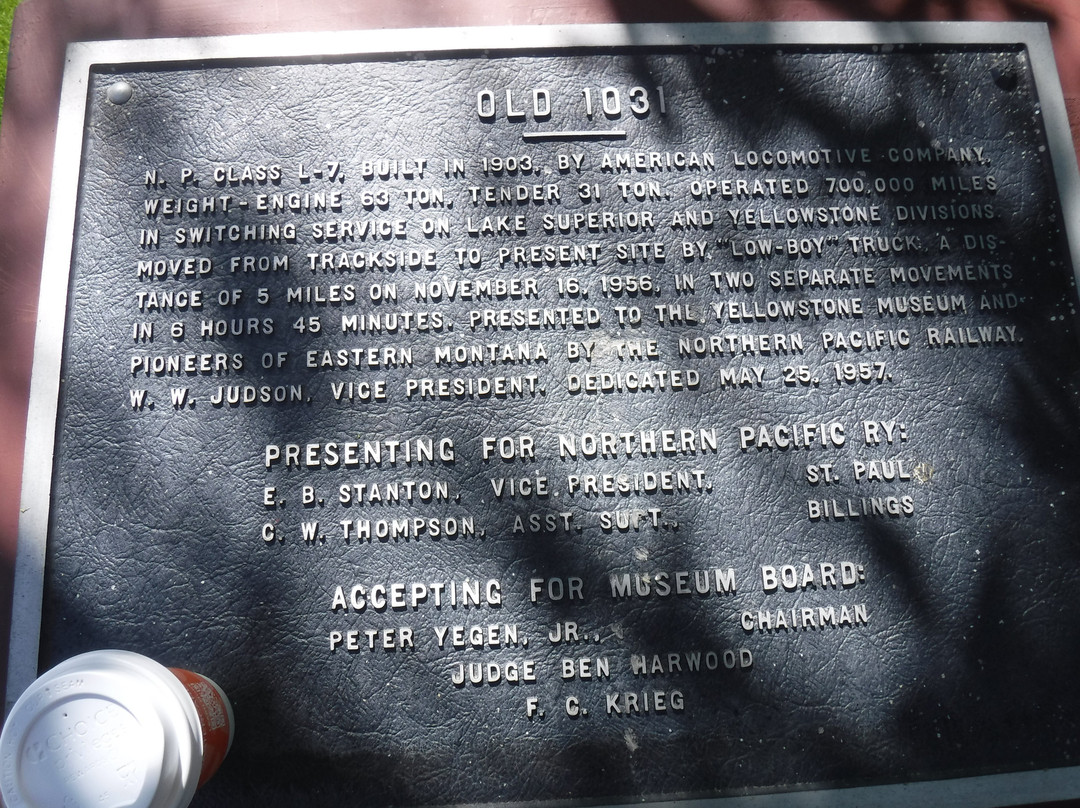 OLD 1031
N. P. CLASS L-7, BUILT IN 1903, BY AMERICAN LOCOMOTIVE COMPANY,
WEIGHT-ENGINE 63 TON, TENDER 31 TON. OPERATED 700,000 MILES
IN SWITCHING SERVICE ON LAKE SUPERIOR AND YELLOWSTONE DIVISIONS.
MOVED FROM TRACKSIDE TO PRESENT SITE BY "LOW-BOY" TRUCK, A DIS-
TANCE OF 5 MILES ON NOVEMBER 16, 1956, IN TWO SEPARATE MOVEMENTS
IN 6 HOURS 45 MINUTES. PRESENTED TO THE YELLOWSTONE MUSEUM AND
PIONEERS OF EASTERN MONTANA BY THE NORTHERN PACIFIC RAILWAY,
W. W. JUDSON, VICE PRESIDENT. DEDICATED MAY 25, 1957.
PRESENTING FOR NORTHERN PACIFIC RY:
E. B. STANTON, VICE PRESIDENT, ST. PAUL
C. W. THOMPSON, ASST. SUPT., BILLINGS
ACCEPTING FOR MUSEUM BOARD:
PETER YEGEN, JR., CHAIRMAN
JUDGE BEN HARWOOD
F. C. KRIEG